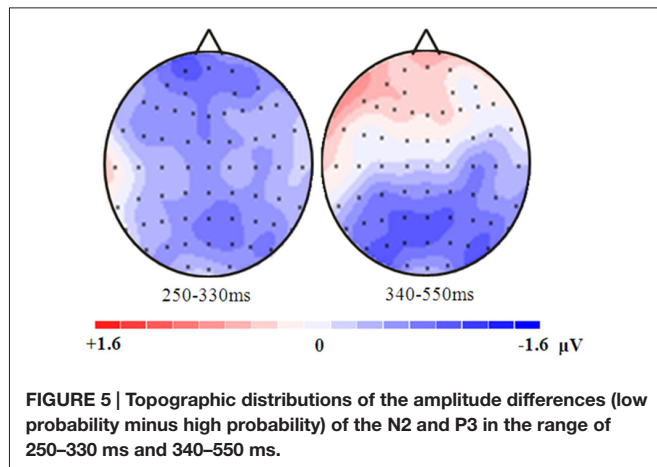 250-330ms 340-550ms
+1.6 0 -1.6 µV
FIGURE 5 | Topographic distributions of the amplitude differences (low
probability minus high probability) of the N2 and P3 in the range of
250–330 ms and 340–550 ms.